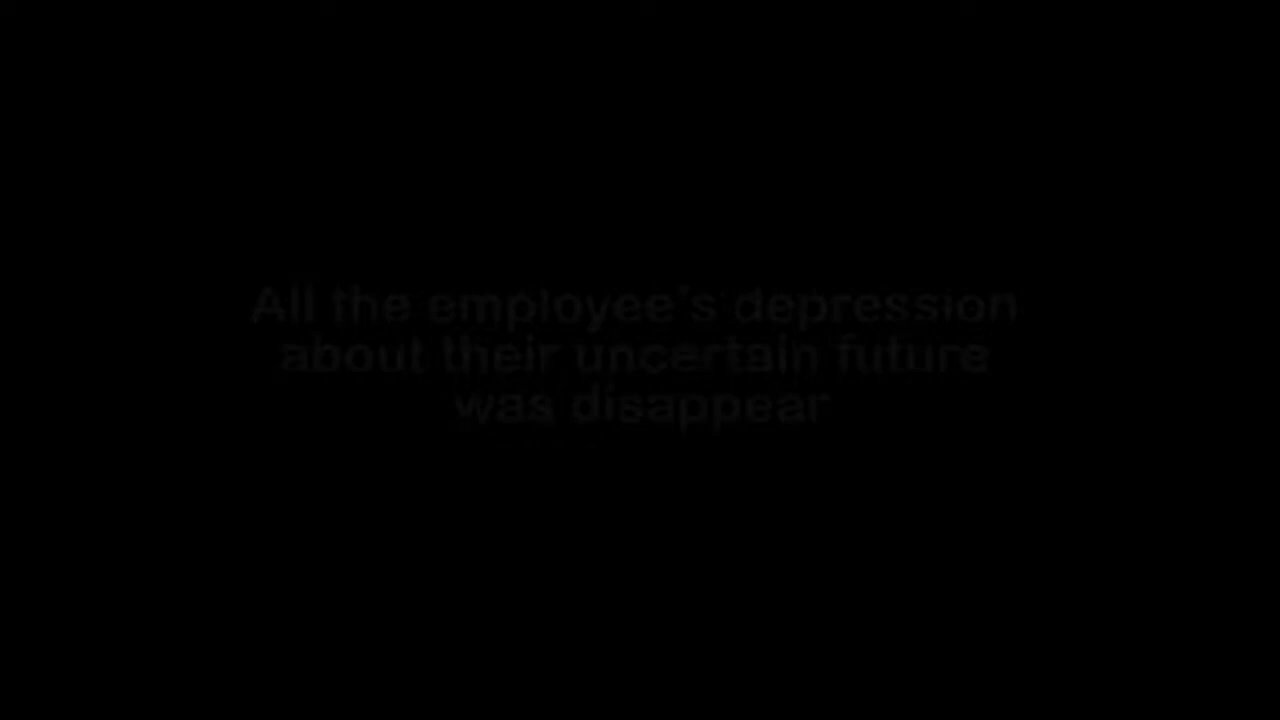 All the employee's depression
about their uncertain future
was disappear